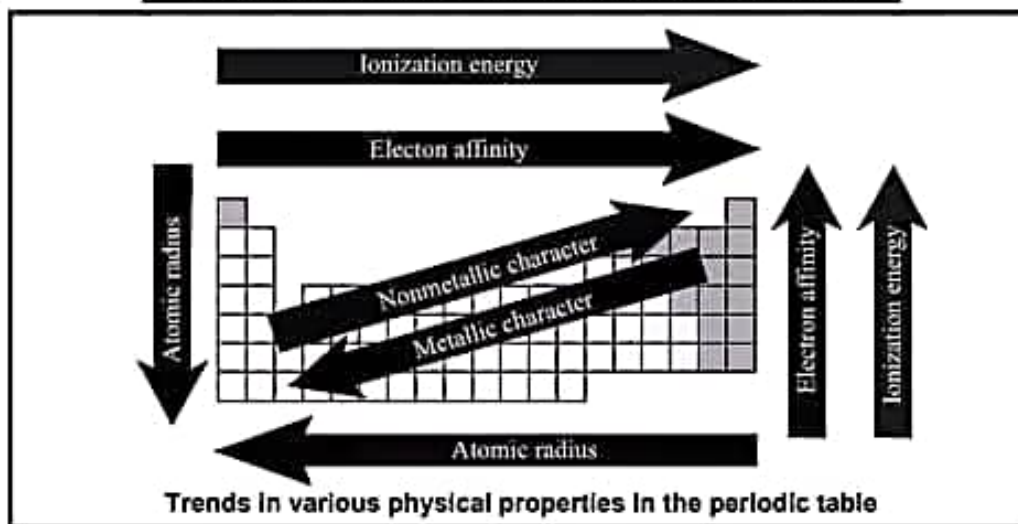 Ionization energy
Electon affinity
Atomic radius
Nonmetallic character
Metallic character
Electron affinity
Ionization energy
Atomic radius
Trends in various physical properties in the periodic table